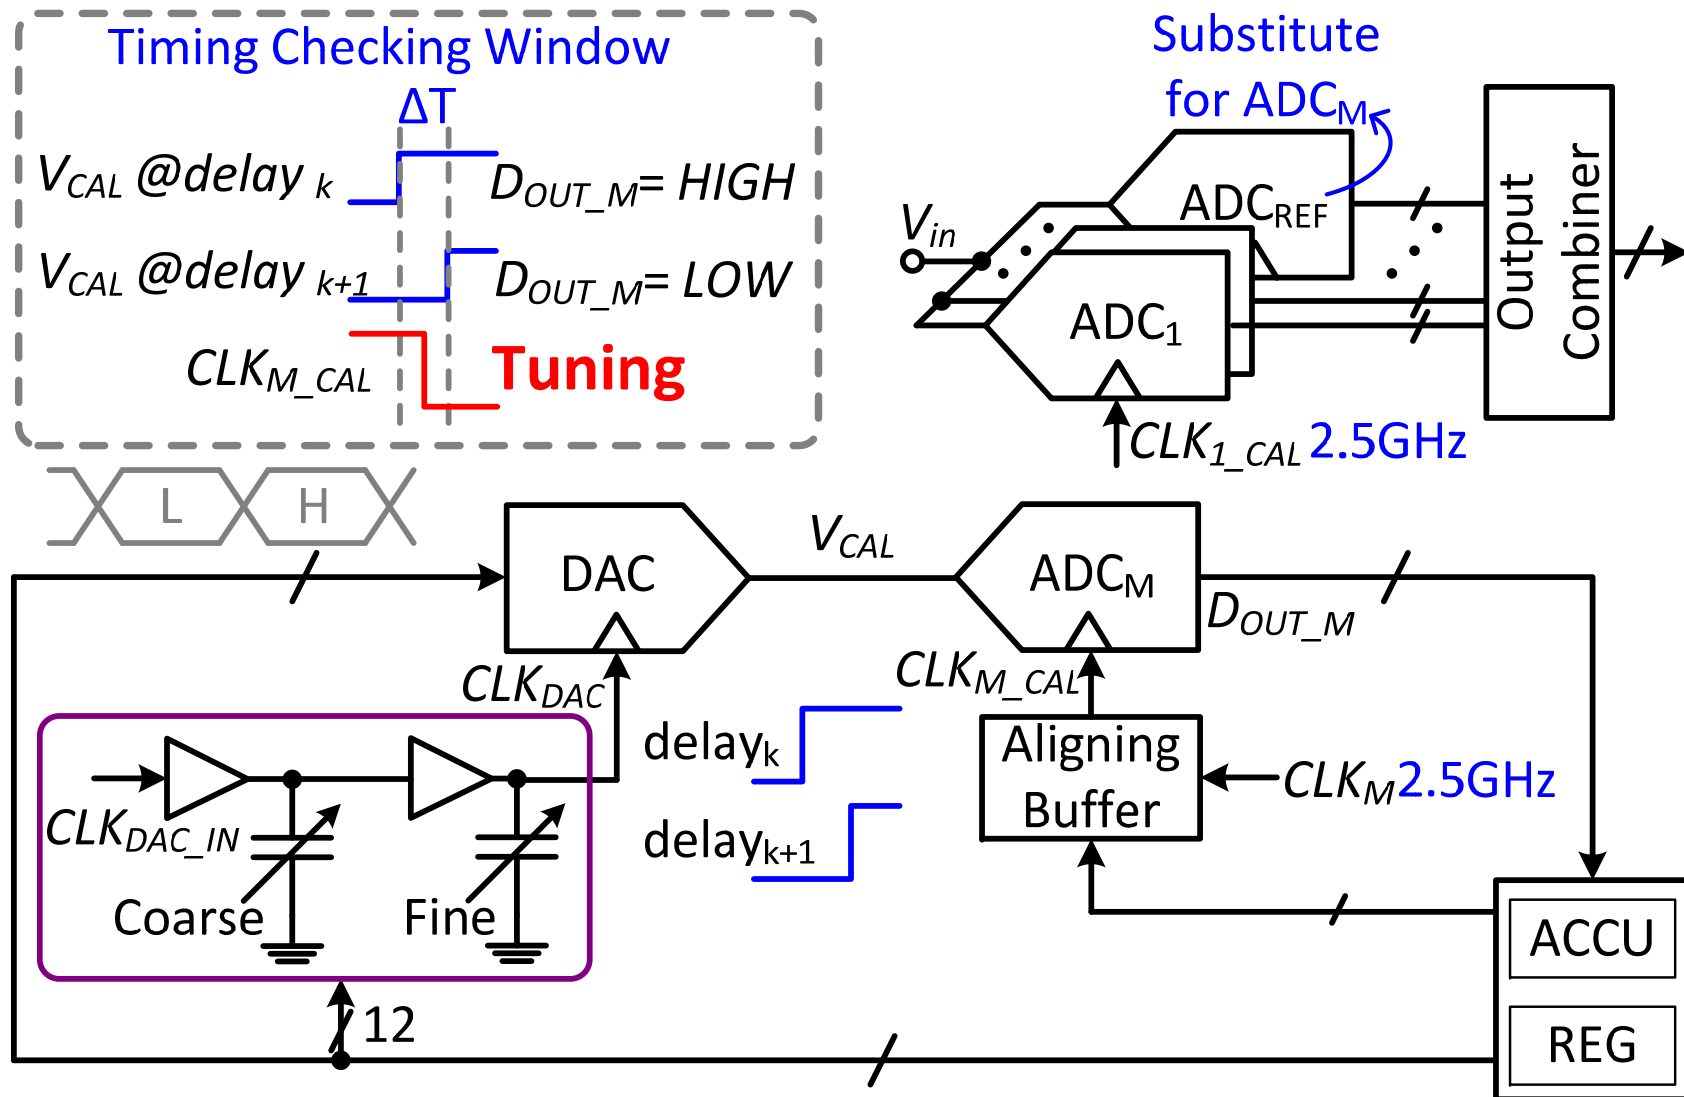 Timing Checking Window
ΔT
V_CAL @delay k
D_OUT_M= HIGH
V_CAL @delay k+1
D_OUT_M= LOW
CLK_M_CAL
Tuning
Substitute
for ADC_M
ADC_REF
V_in
ADC_1
Output
Combiner
CLK_1_CAL 2.5GHz
L
H
DAC
V_CAL
ADC_M
D_OUT_M
CLK_DAC
CLK_M_CAL
delay_k
delay_k+1
Aligning
Buffer
CLK_M 2.5GHz
CLK_DAC_IN
Coarse
Fine
12
ACCU
REG